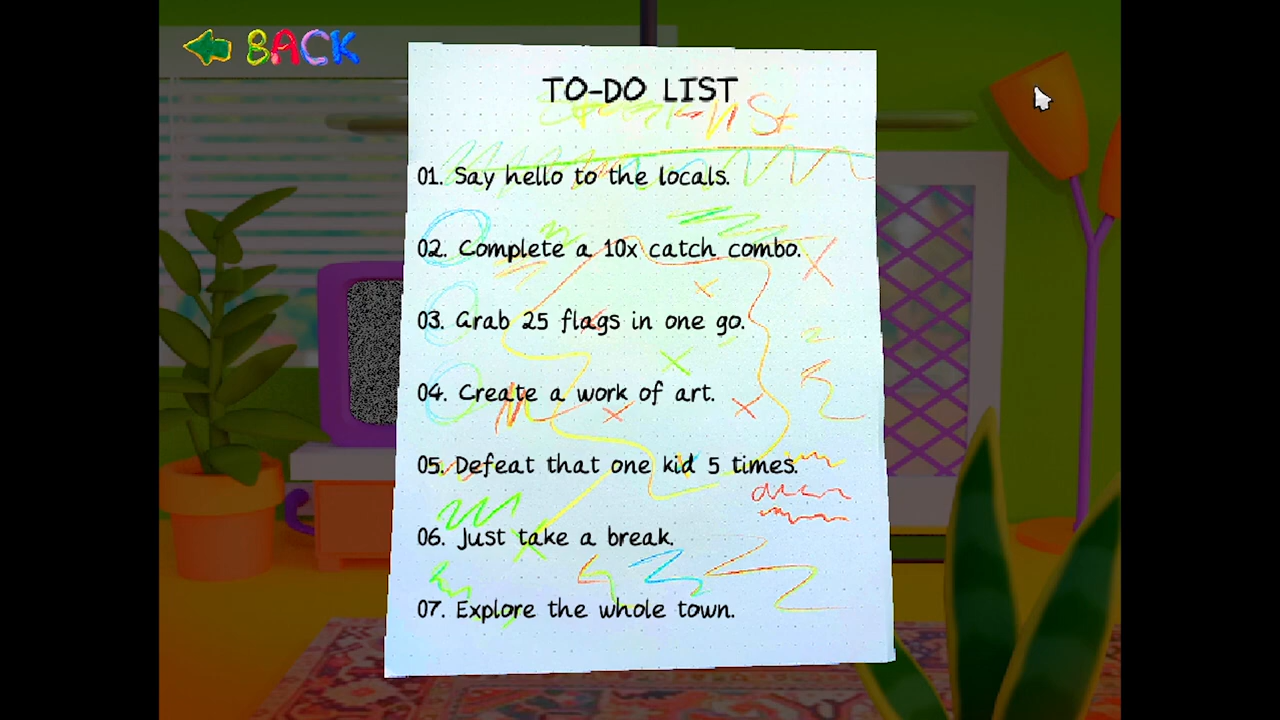 BACK
TO-DO LIST
01. Say hello to the locals.
02. Complete a 10x catch combo.
03. Grab 25 flags in one go.
04. Create a work of art.
05. Defeat that one kid 5 times.
06. Just take a break.
07. Explore the whole town.